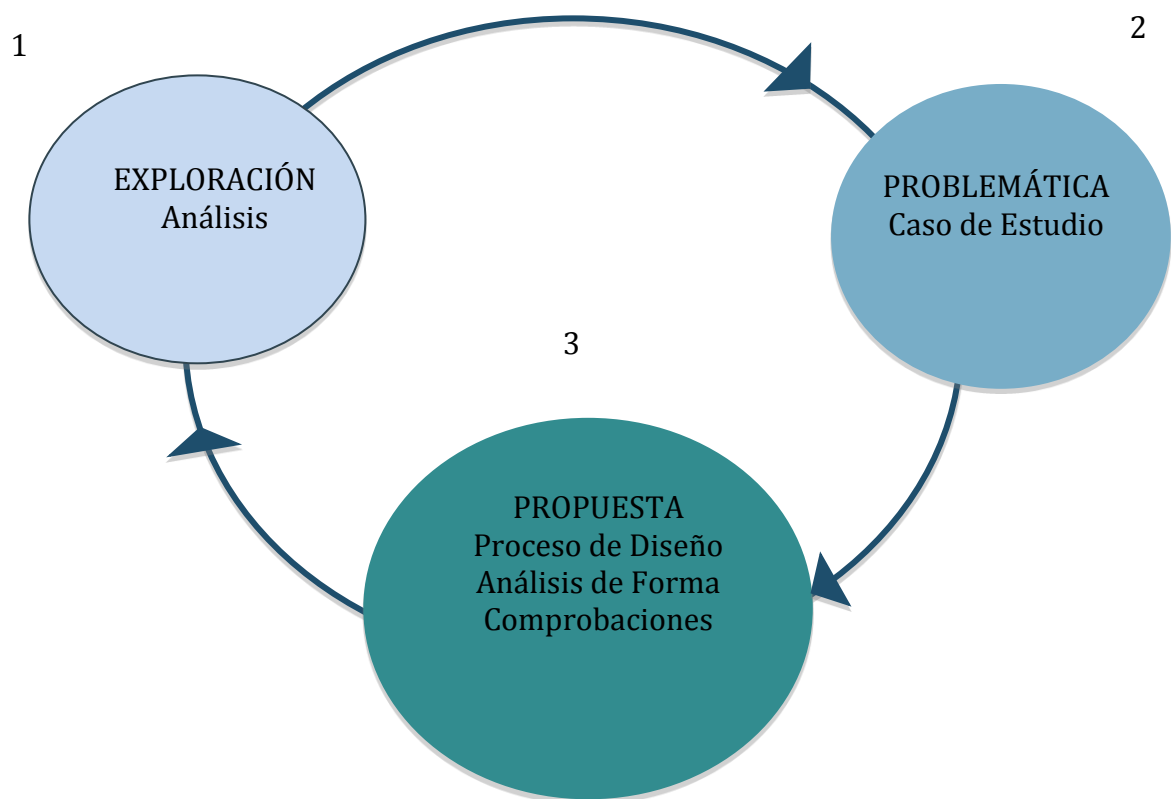 1
EXPLORACIÓN
Análisis
2
PROBLEMÁTICA
Caso de Estudio
3
PROPUESTA
Proceso de Diseño
Análisis de Forma
Comprobaciones